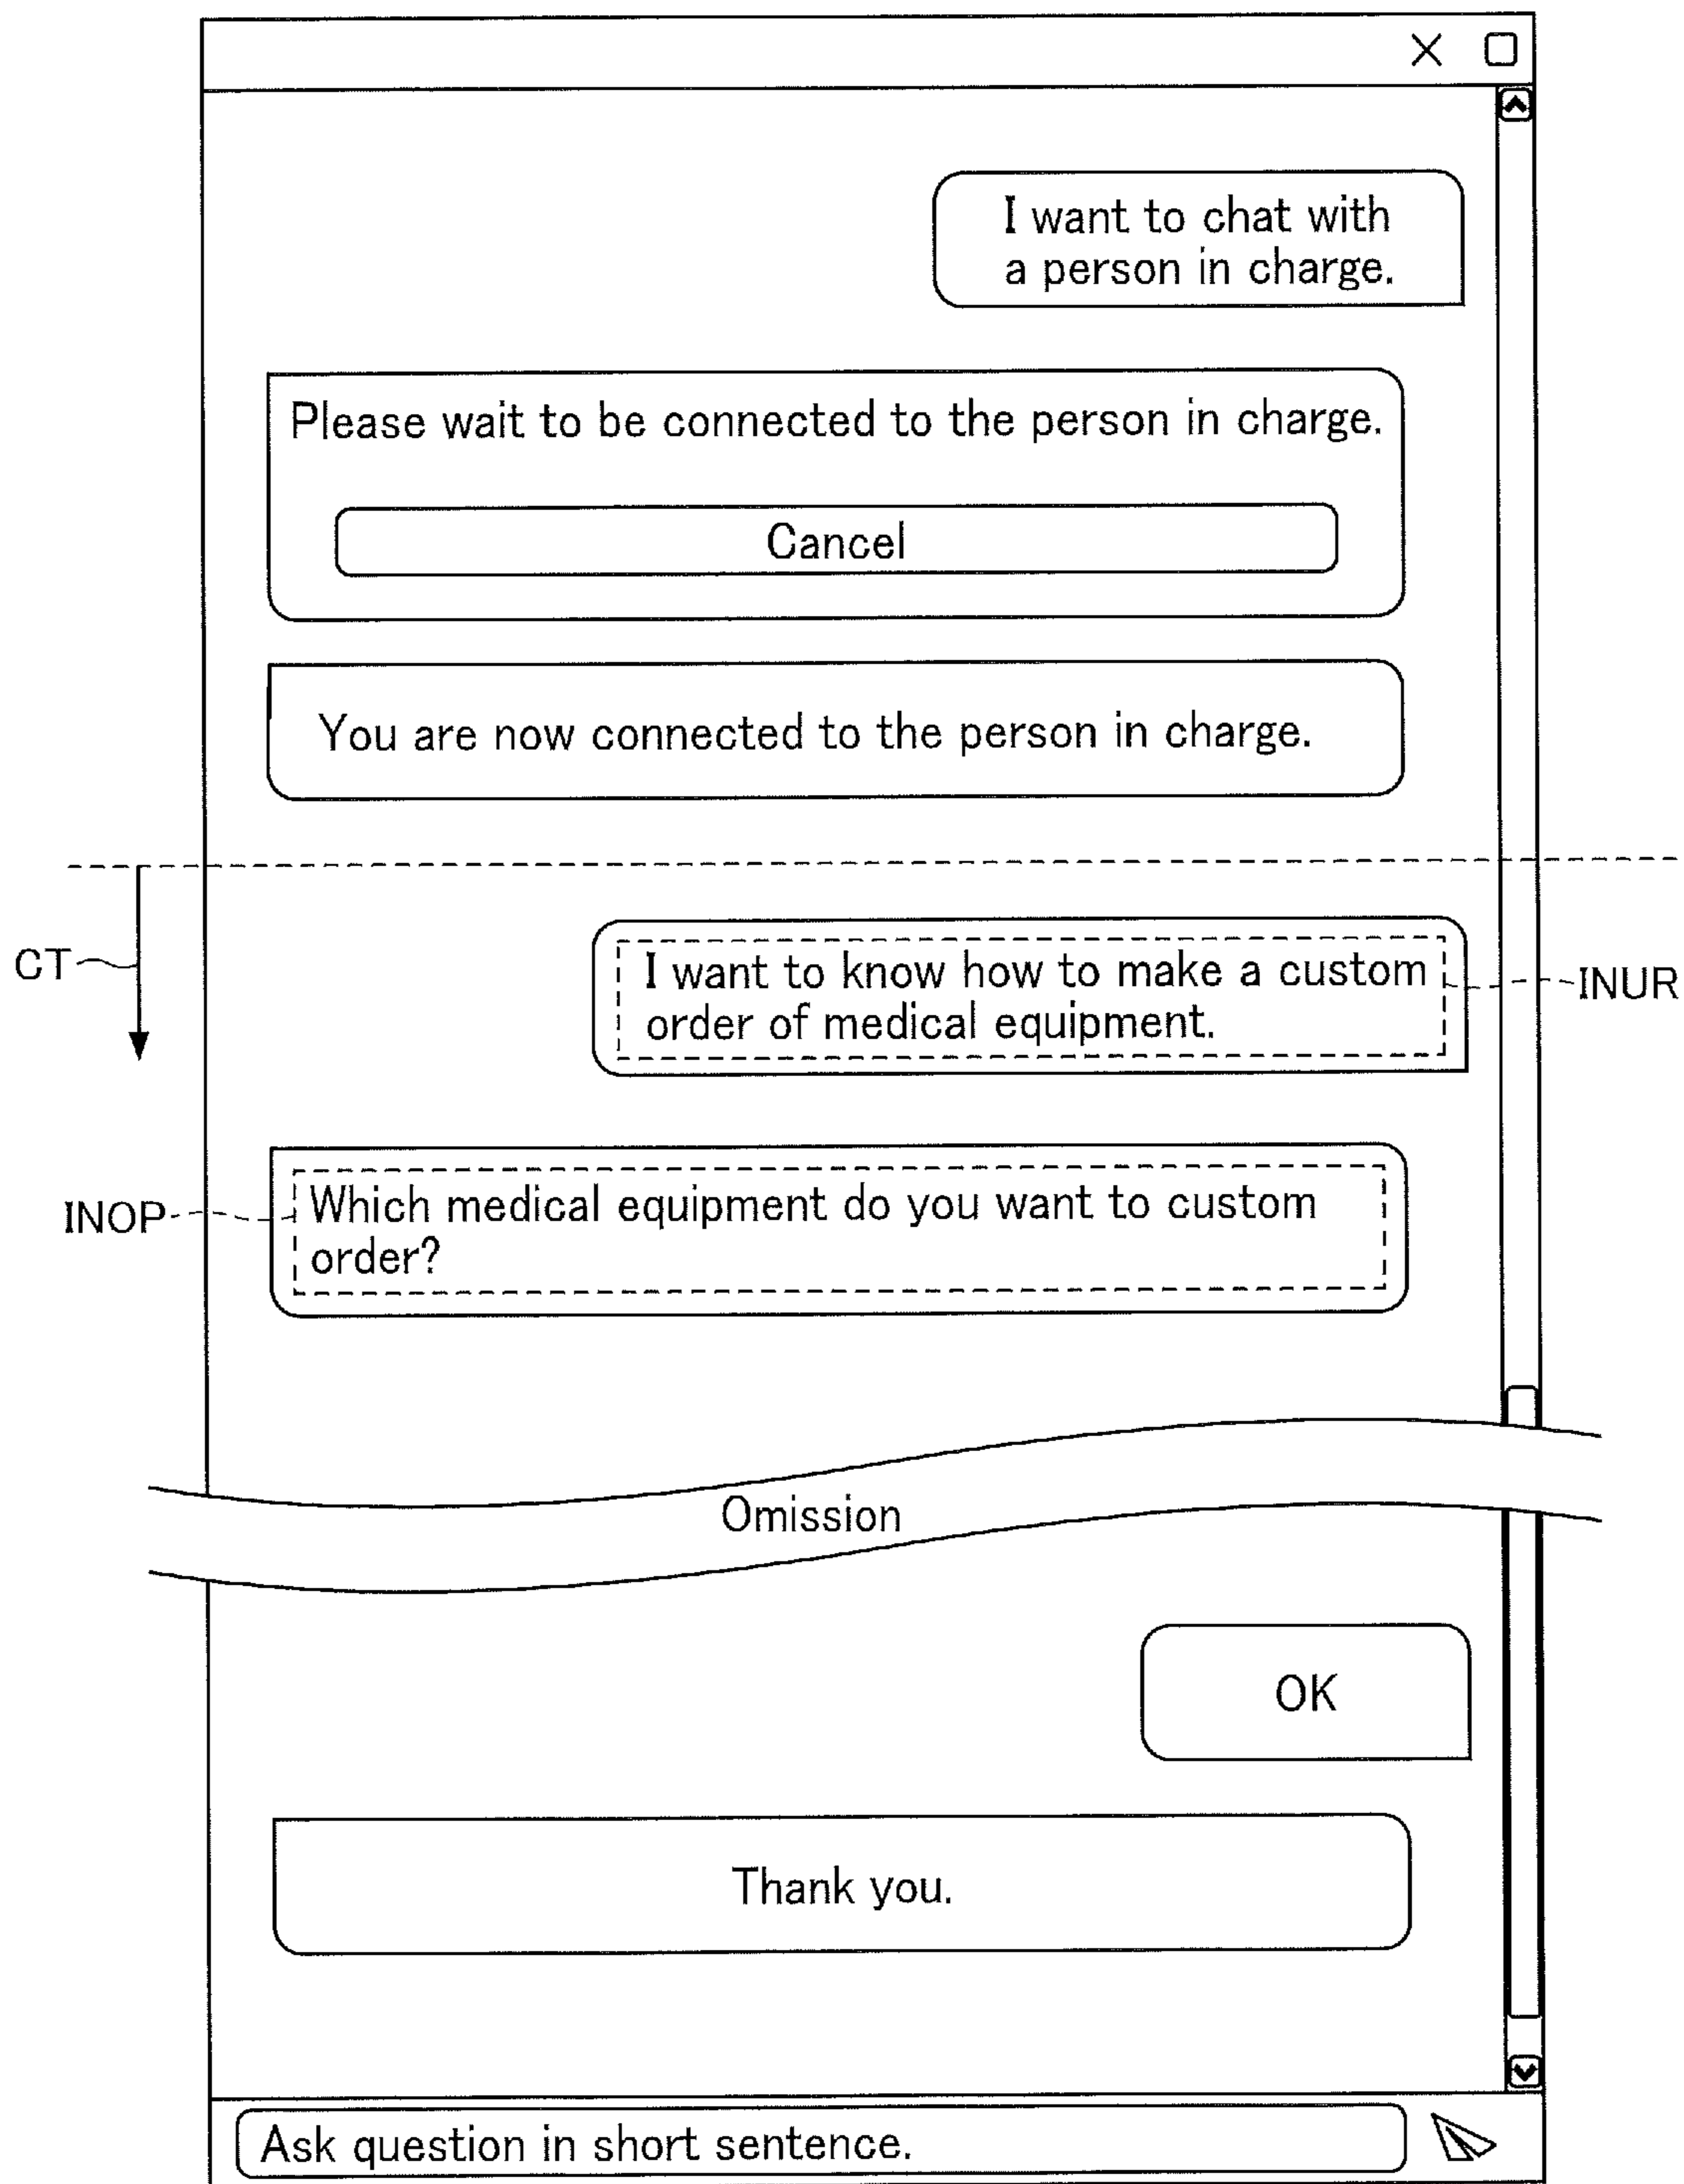 I want to chat with
a person in charge.
Please wait to be connected to the person in charge.
Cancel
You are now connected to the person in charge.
CT
I want to know how to make a custom
order of medical equipment.
INUR
INOP
Which medical equipment do you want to custom
order?
Omission
OK
Thank you.
Ask question in short sentence.